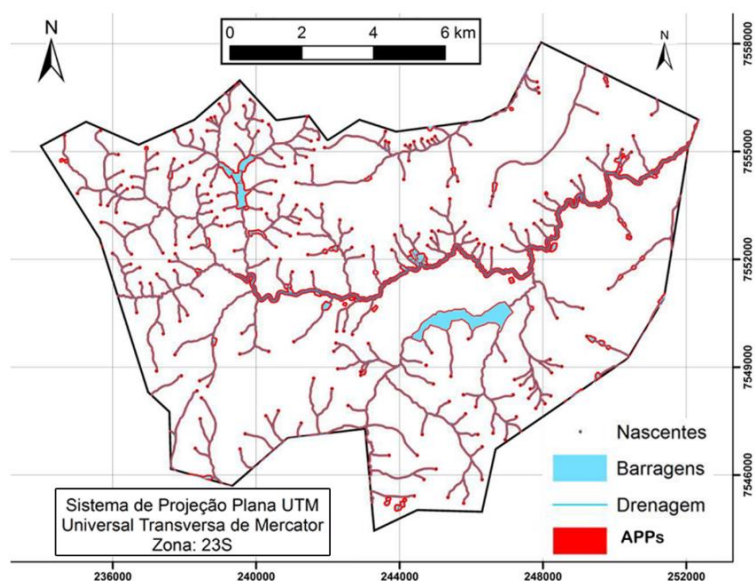 N
0 2 4 6 km
N
7558000
7555000
7552000
7549000
7546000
Nascentes
Barragens
Drenagem
APPs
Sistema de Projeção Plana UTM
Universal Transversa de Mercator
Zona: 23S
236000 240000 244000 248000 252000